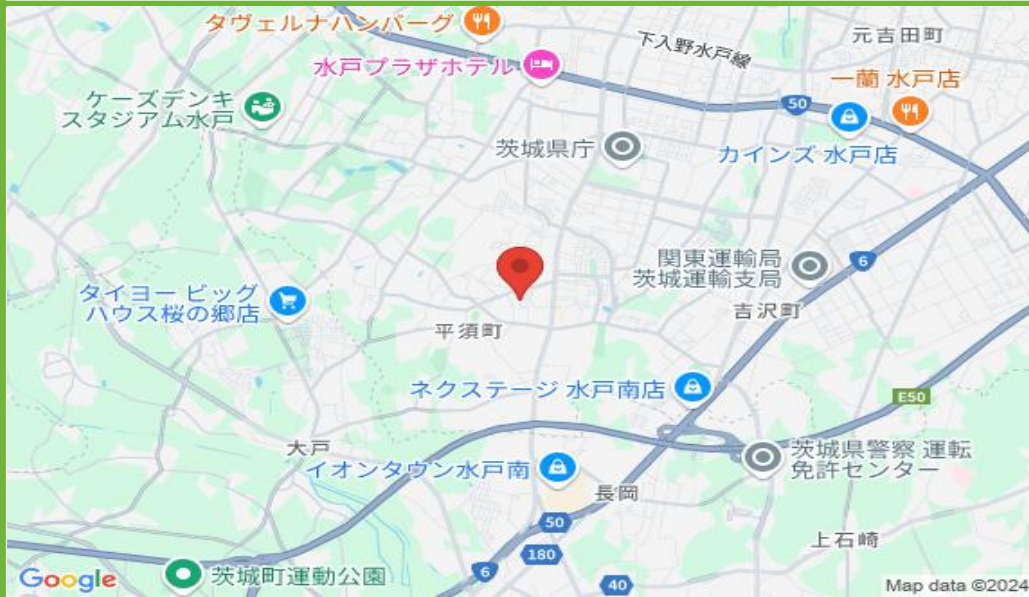 タヴェルナハンバーグ
下入野水戸線
元吉田町
水戸プラザホテル
一蘭 水戸店
ケーズデンキ
スタジアム水戸
50
茨城県庁
カインズ 水戸店
関東運輸局
茨城運輸支局
6
タイヨー ビッグ
ハウス桜の郷店
吉沢町
平須町
ネクステージ 水戸南店
E50
大戸
茨城県警察 運転
免許センター
イオンタウン水戸南
長岡
50
上石崎
180
6
茨城町運動公園
40
Google
Map data ©2024